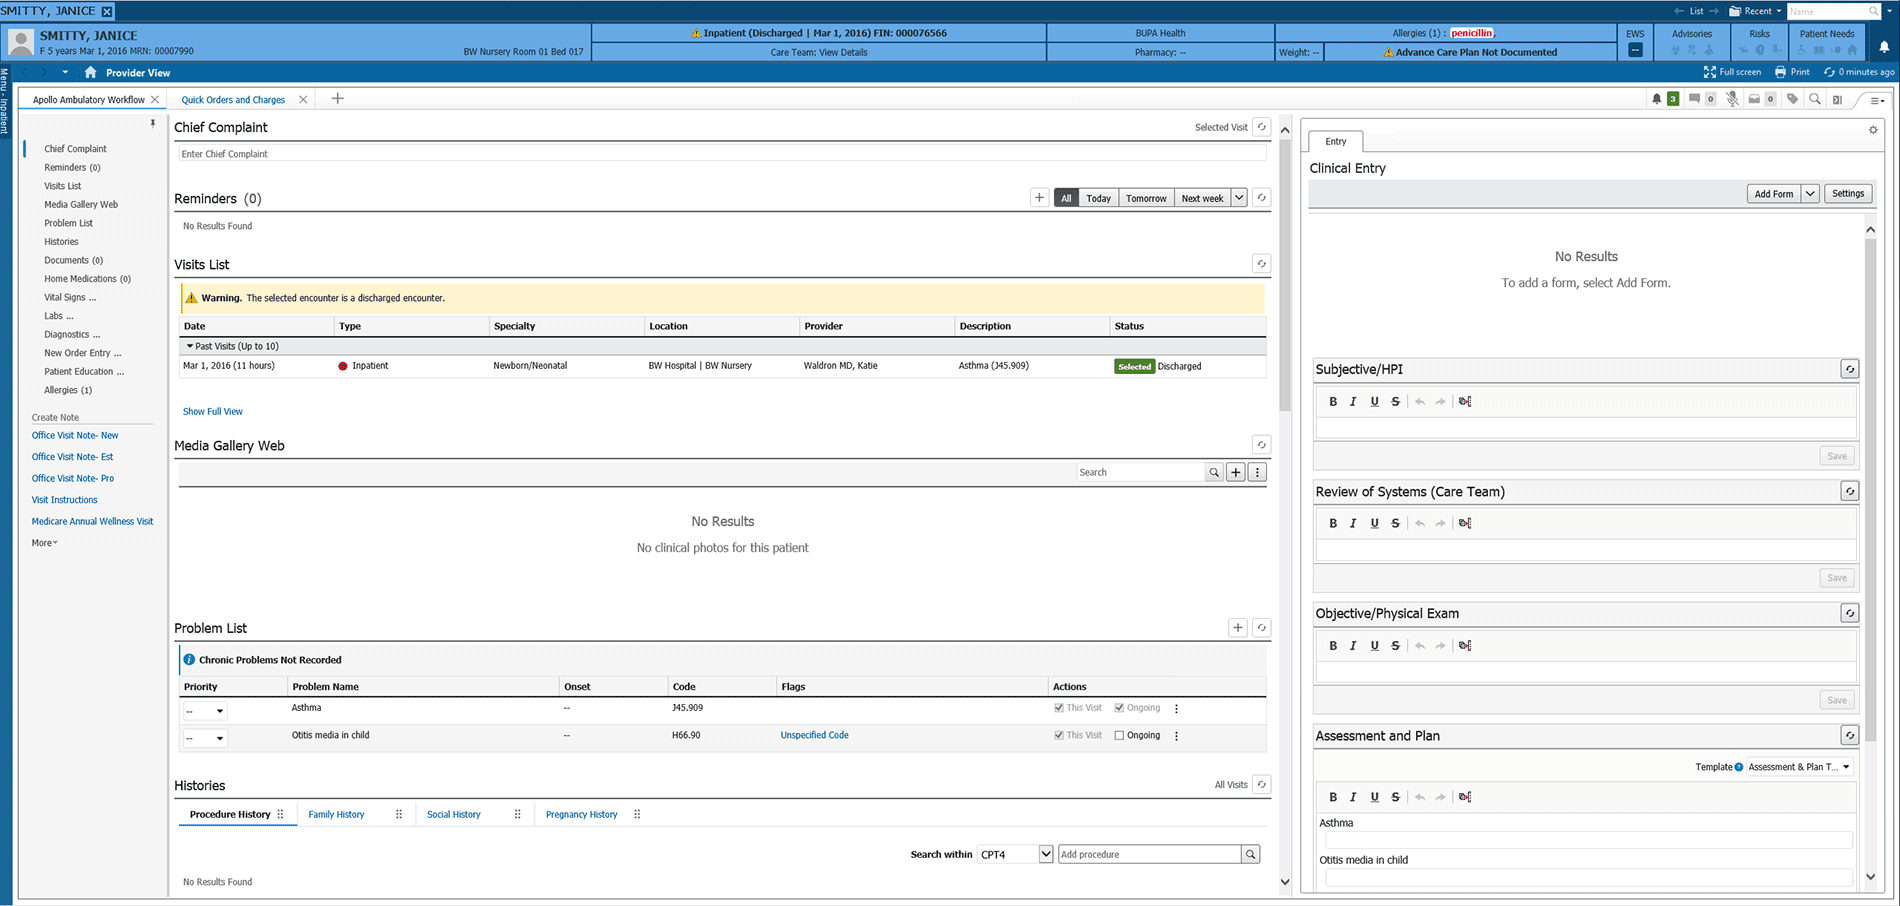 SMITTY, JANICE
List
Recent
Name
SMITTY, JANICE
F 5 years Mar 1, 2016 MRN: 00007990
BW Nursery Room 01 Bed 017
Inpatient (Discharged | Mar 1, 2016) FIN: 000076566
Care Team: View Details
BUPA Health
Pharmacy: --
Allergies (1) : penicillin,
Weight: --
Advance Care Plan Not Documented
EWS
--
Advisories
Risks
Patient Needs
Menu - Inpatient
Provider View
Full screen
Print
0 minutes ago
Apollo Ambulatory Workflow
Quick Orders and Charges
3
0
0
Chief Complaint
Reminders (0)
Visits List
Media Gallery Web
Problem List
Histories
Documents (0)
Home Medications (0)
Vital Signs ...
Labs ...
Diagnostics ...
New Order Entry ...
Patient Education ...
Allergies (1)
Create Note
Office Visit Note- New
Office Visit Note- Est
Office Visit Note- Pro
Visit Instructions
Medicare Annual Wellness Visit
More
Chief Complaint
Selected Visit
Enter Chief Complaint
Reminders (0)
All Today Tomorrow Next week
No Results Found
Visits List
Warning. The selected encounter is a discharged encounter.
Date Type Specialty Location Provider Description Status
Past Visits (Up to 10)
Mar 1, 2016 (11 hours) Inpatient Newborn/Neonatal BW Hospital | BW Nursery Waldron MD, Katie Asthma (J45.909) Selected Discharged
Show Full View
Media Gallery Web
Search
No Results
No clinical photos for this patient
Problem List
Chronic Problems Not Recorded
Priority Problem Name Onset Code Flags Actions
-- Asthma -- J45.909 This Visit Ongoing
-- Otitis media in child -- H66.90 Unspecified Code This Visit Ongoing
Histories
All Visits
Procedure History Family History Social History Pregnancy History
Search within CPT4 Add procedure
No Results Found
Entry
Clinical Entry
Add Form Settings
No Results
To add a form, select Add Form.
Subjective/HPI
B I U S
Save
Review of Systems (Care Team)
B I U S
Save
Objective/Physical Exam
B I U S
Save
Assessment and Plan
Template Assessment & Plan T...
B I U S
Asthma
Otitis media in child